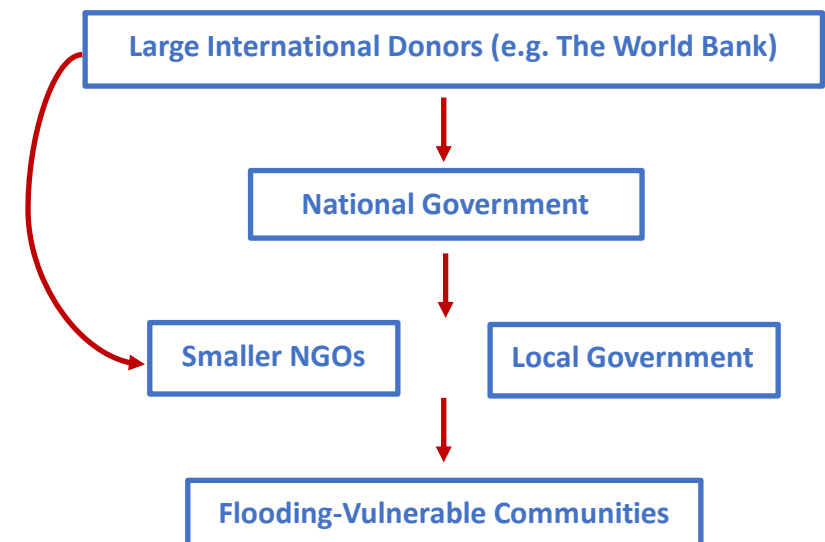 Large International Donors (e.g. The World Bank)
National Government
Smaller NGOs
Local Government
Flooding-Vulnerable Communities